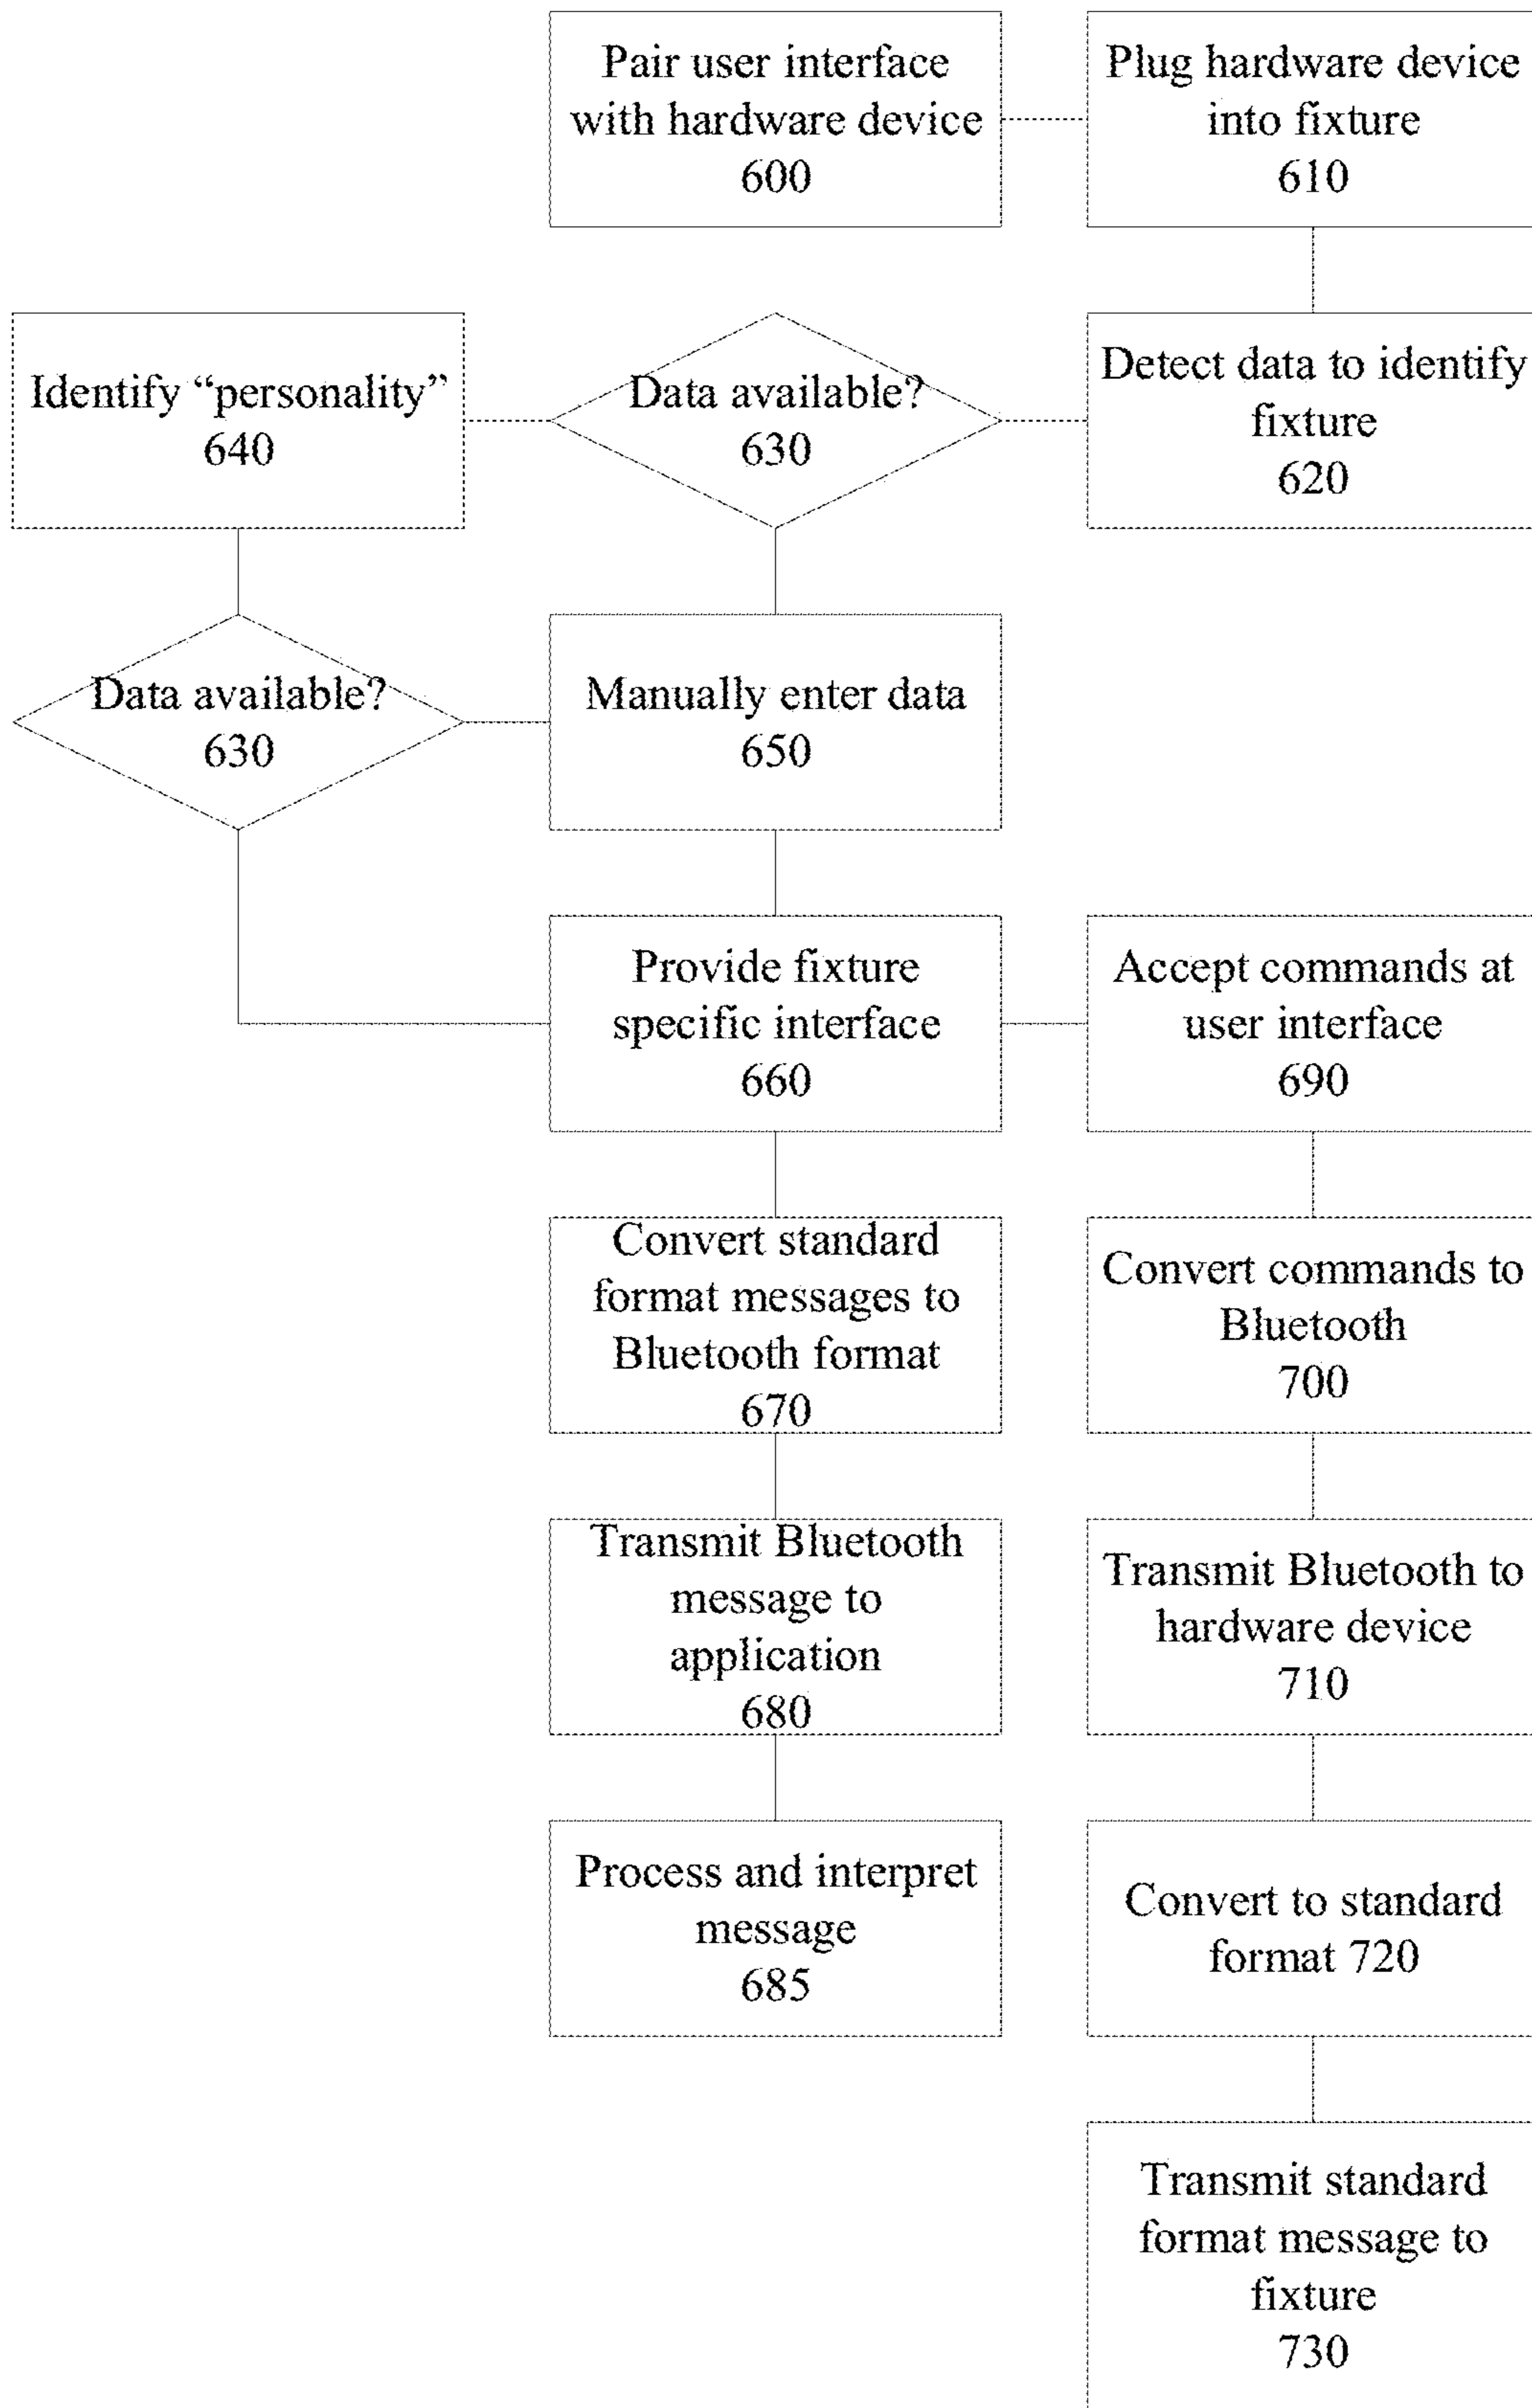 Pair user interface
with hardware device
600
Plug hardware device
into fixture
610
Identify “personality”
640
Data available?
630
Detect data to identify
fixture
620
Data available?
630
Manually enter data
650
Provide fixture
specific interface
660
Accept commands at
user interface
690
Convert standard
format messages to
Bluetooth format
670
Convert commands to
Bluetooth
700
Transmit Bluetooth
message to
application
680
Transmit Bluetooth to
hardware device
710
Process and interpret
message
685
Convert to standard
format 720
Transmit standard
format message to
fixture
730